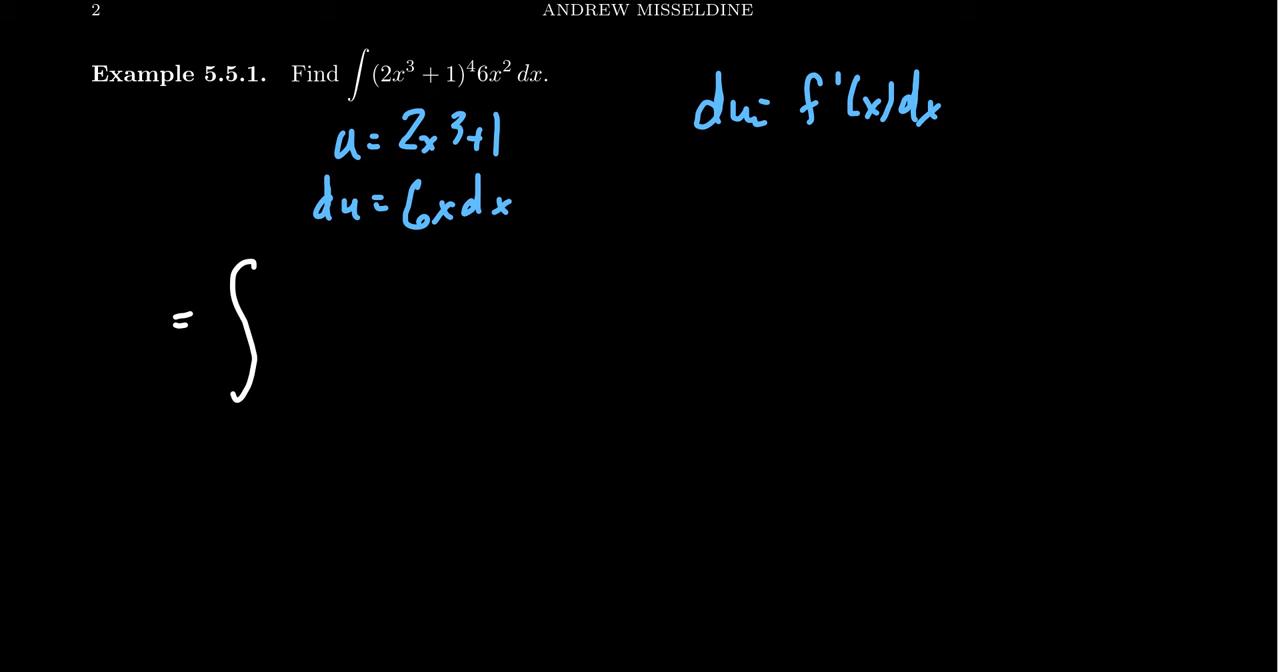 2 ANDREW MISSELDINE
Example 5.5.1. Find ∫(2x³ + 1)⁴6x² dx.
du = f'(x)dx
u = 2x³+1
du = 6xdx
= ∫